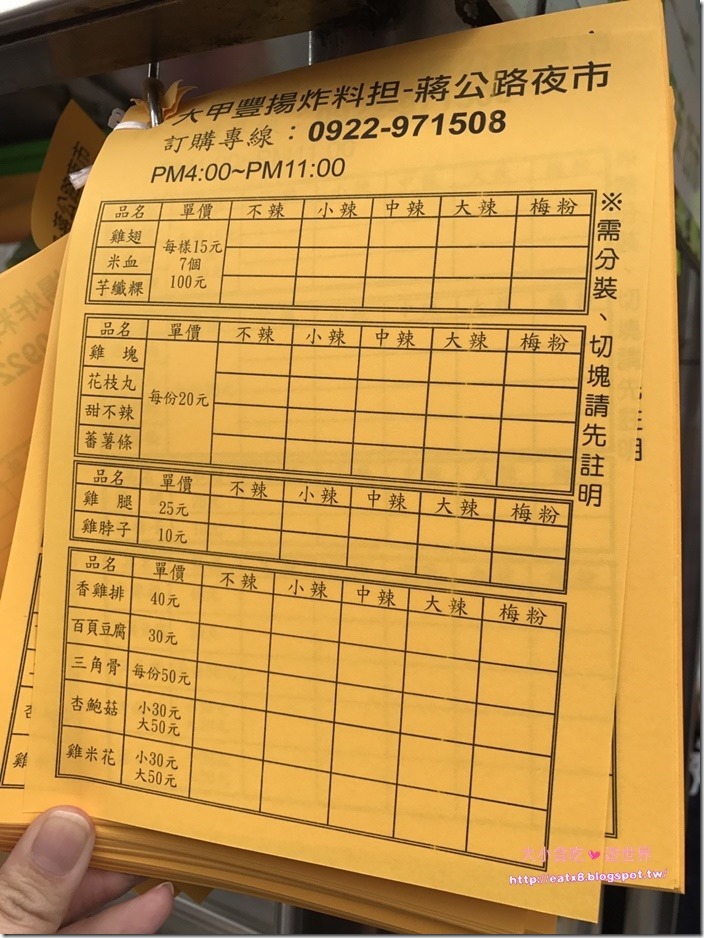 大甲豐揚炸料担-蔣公路夜市
訂購專線：0922-971508
PM4:00~PM11:00
※需分裝、切塊請先註明
品名 單價 不辣 小辣 中辣 大辣 梅粉
雞翅 每樣15元
米血 7個
芋纖粿 100元
品名 單價 不辣 小辣 中辣 大辣 梅粉
雞塊
花枝丸 每份20元
甜不辣
蕃薯條
品名 單價 不辣 小辣 中辣 大辣 梅粉
雞腿 25元
雞脖子 10元
品名 單價 不辣 小辣 中辣 大辣 梅粉
香雞排 40元
百頁豆腐 30元
三角骨 每份50元
杏鮑菇 小30元
大50元
雞米花 小30元
大50元
http://eatx8.blogspot.tw/